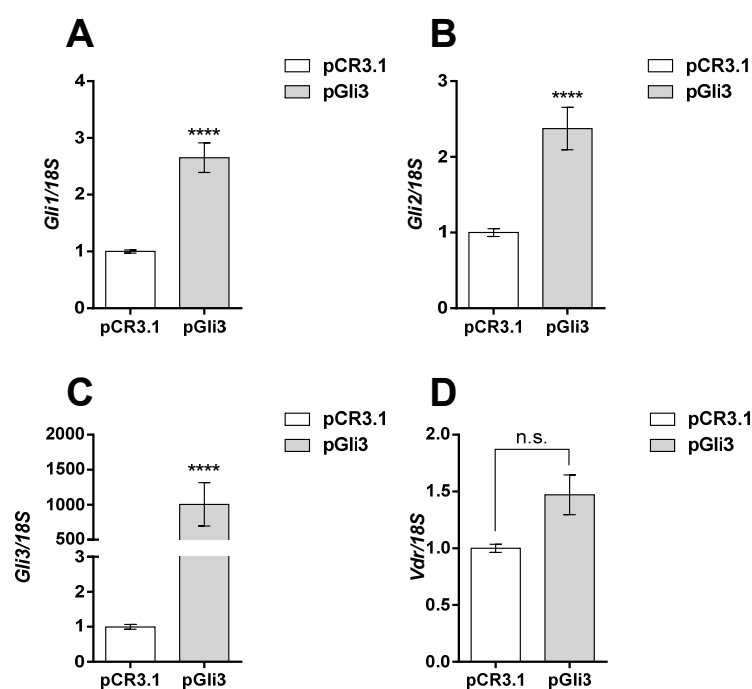 A
pCR3.1
pGli3
4
3
2
1
0
Gli1/18S
****
pCR3.1 pGli3
B
pCR3.1
pGli3
3
2
1
0
Gli2/18S
****
pCR3.1 pGli3
C
pCR3.1
pGli3
2000
1500
1000
500
3
2
1
0
Gli3/18S
****
pCR3.1 pGli3
D
pCR3.1
pGli3
2.0
1.5
1.0
0.5
0.0
Vdr/18S
n.s.
pCR3.1 pGli3